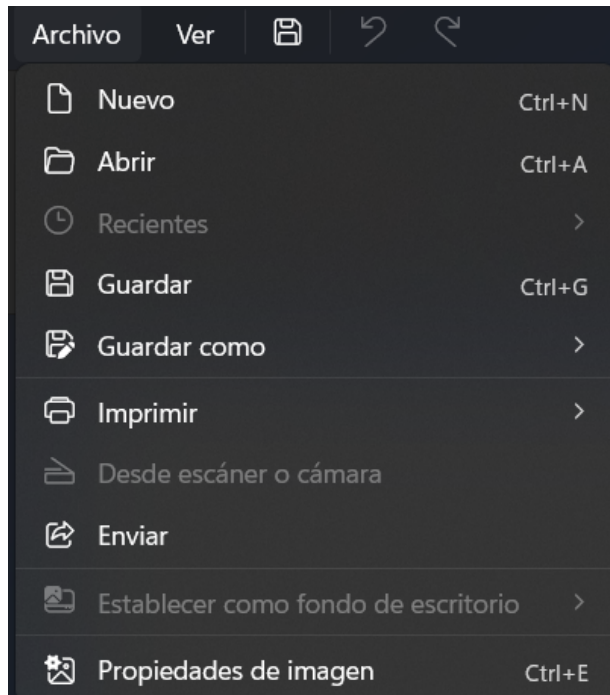 Archivo Ver
Nuevo Ctrl+N
Abrir Ctrl+A
Recientes
Guardar Ctrl+G
Guardar como
Imprimir
Desde escáner o cámara
Enviar
Establecer como fondo de escritorio
Propiedades de imagen Ctrl+E